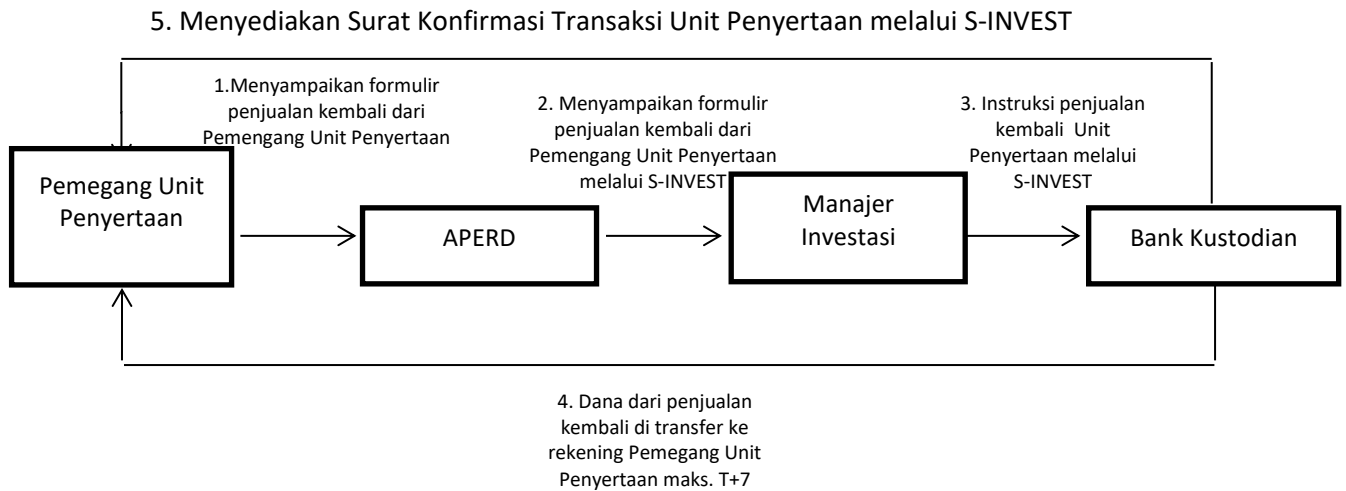 5. Menyediakan Surat Konfirmasi Transaksi Unit Penyertaan melalui S-INVEST
1.Menyampaikan formulir
penjualan kembali dari
Pemengang Unit Penyertaan
2. Menyampaikan formulir
penjualan kembali dari
Pemengang Unit Penyertaan
melalui S-INVEST
3. Instruksi penjualan
kembali Unit
Penyertaan melalui
S-INVEST
Pemegang Unit
Penyertaan
APERD
Manajer
Investasi
Bank Kustodian
4. Dana dari penjualan
kembali di transfer ke
rekening Pemegang Unit
Penyertaan maks. T+7